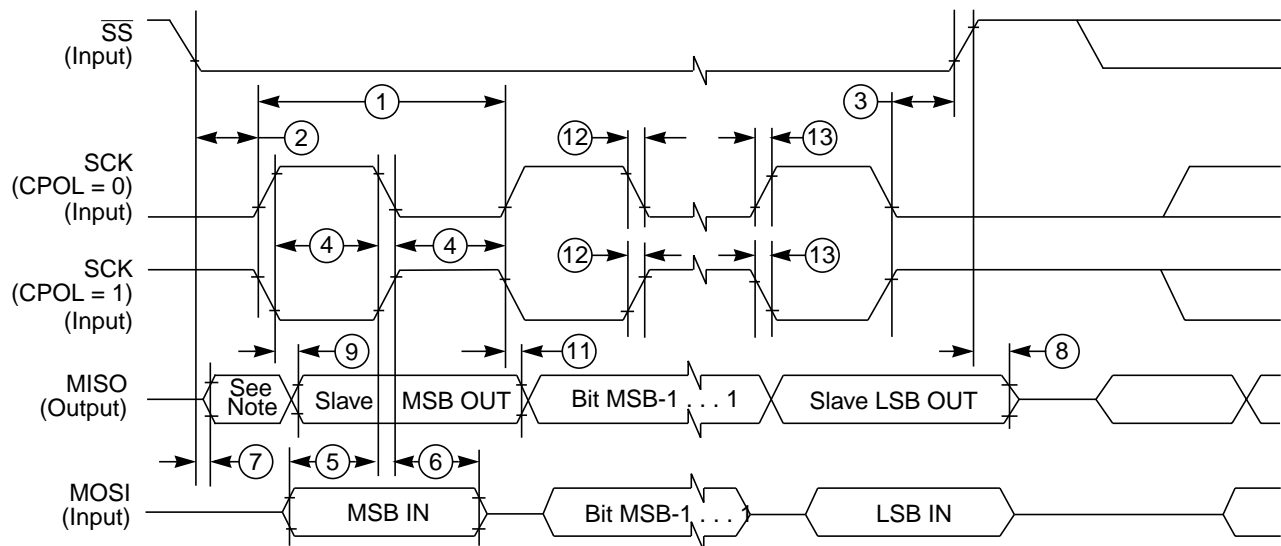 SS
(Input)
1
3
2
12
13
SCK
(CPOL = 0)
(Input)
4
4
SCK
(CPOL = 1)
(Input)
12
13
9
11
8
MISO
(Output)
See
Note
Slave
MSB OUT
Bit MSB-1 . . . 1
Slave LSB OUT
7
5
6
MOSI
(Input)
MSB IN
Bit MSB-1 . . . 1
LSB IN